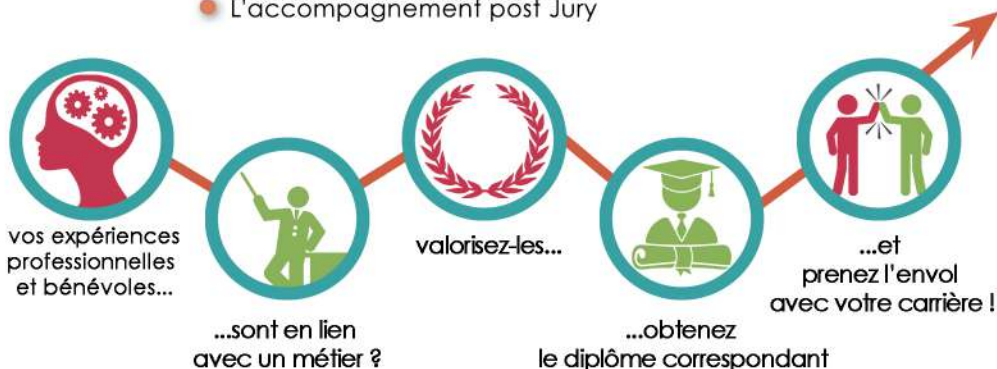 L'accompagnement post Jury
vos expériences
professionnelles
et bénévoles...
...sont en lien
avec un métier ?
valorisez-les...
...obtenez
le diplôme correspondant
...et
prenez l'envol
avec votre carrière !